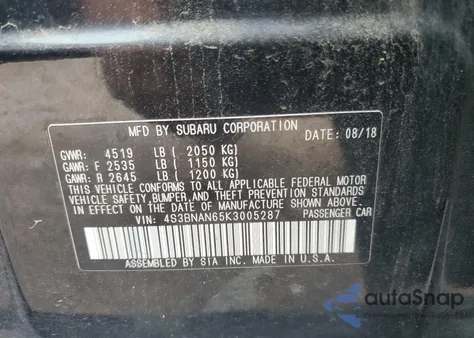 MFD BY SUBARU CORPORATION
DATE: 08/18
GVWR: 4519 LB ( 2050 KG)
GAWR: F 2535 LB ( 1150 KG)
GAWR: R 2645 LB ( 1200 KG)
THIS VEHICLE CONFORMS TO ALL APPLICABLE FEDERAL MOTOR
VEHICLE SAFETY, BUMPER, AND THEFT PREVENTION STANDARDS
IN EFFECT ON THE DATE OF MANUFACTURE SHOWN ABOVE.
VIN: 4S3BNAN65K3005287 PASSENGER CAR
ASSEMBLED BY SIA INC. MADE IN U.S.A.
autaSnap